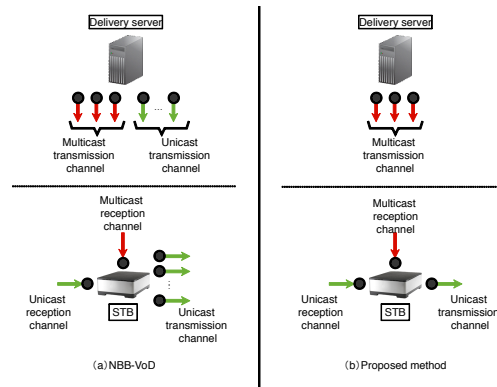 Delivery server
...
Multicast
transmission
channel
Unicast
transmission
channel
Multicast
reception
channel
Unicast
reception
channel
STB
...
Unicast
transmission
channel
(a) NBB-VoD
Delivery server
Multicast
transmission
channel
Multicast
reception
channel
Unicast
reception
channel
STB
Unicast
transmission
channel
(b) Proposed method